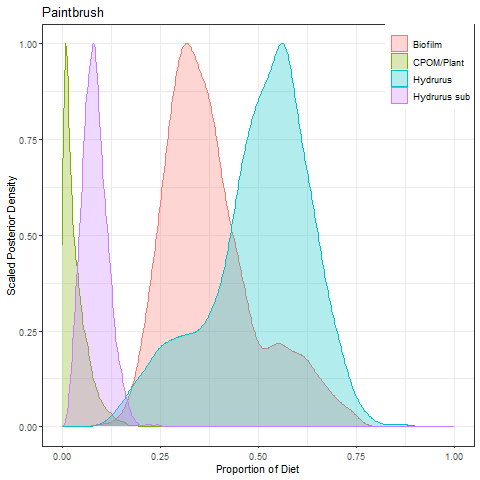 Paintbrush
Biofilm
CPOM/Plant
Hydrurus
Hydrurus sub
Scaled Posterior Density
1.00
0.75
0.50
0.25
0.00
0.00 0.25 0.50 0.75 1.00
Proportion of Diet